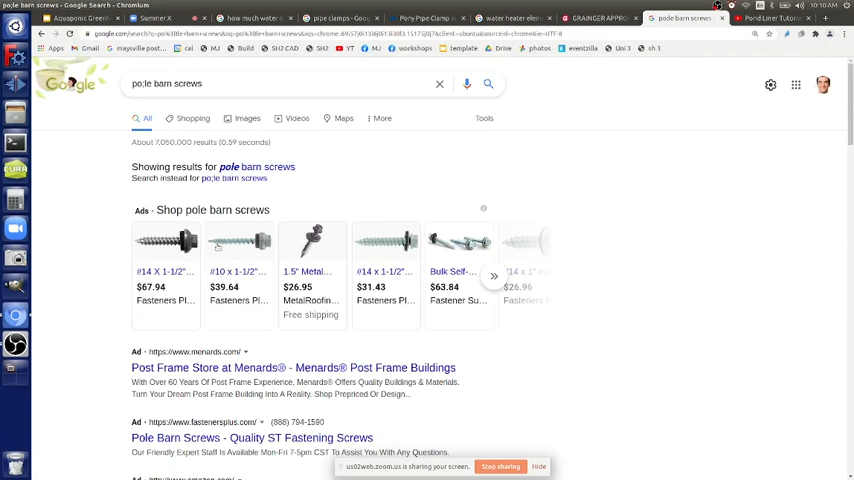 po;le barn screws - Google Search - Chromium
10:10 AM
Aquaponic Greenh
Summer X
how much water c
pipe clamps - Goo
Pony Pipe Clamp in
water heater elem
GRAINGER APPRO
po;le barn screws
Pond Liner Tutoria
Gmail
maysville post
cal
MJ
Build
SH2 CAD
YT
FJ
workshops
template
Drive
photos
eventzilla
Uni 3
sh 3
po;le barn screws
All
Shopping
Images
Videos
Maps
More
Tools
About 7,050,000 results (0.59 seconds)
Showing results for pole barn screws
Search instead for po;le barn screws
Ads · Shop pole barn screws
#14 X 1-1/2"... #10 x 1-1/2"... 1.5" Metal... #14 x 1-1/2"... Bulk Self-...
$67.94 $39.64 $26.95 $31.43 $63.84 $26.96
Fasteners Pl... Fasteners Pl... MetalRoofin... Fasteners Pl... Fastener Su... Fasteners Pl
Free shipping
Ad · https://www.menards.com/
Post Frame Store at Menards® - Menards® Post Frame Buildings
With Over 60 Years Of Post Frame Experience, Menards® Offers Quality Buildings & Materials.
Turn Your Dream Post Frame Building Into A Reality. Shop Prepriced Or Design...
Ad · https://www.fastenersplus.com/ (888) 794-1590
Pole Barn Screws - Quality ST Fastening Screws
Our Friendly Expert Staff Is Available Mon-Fri 7-5pm CST To Assist You With Any Questions.
us02web.zoom.us is sharing your screen.
Stop sharing
Hide